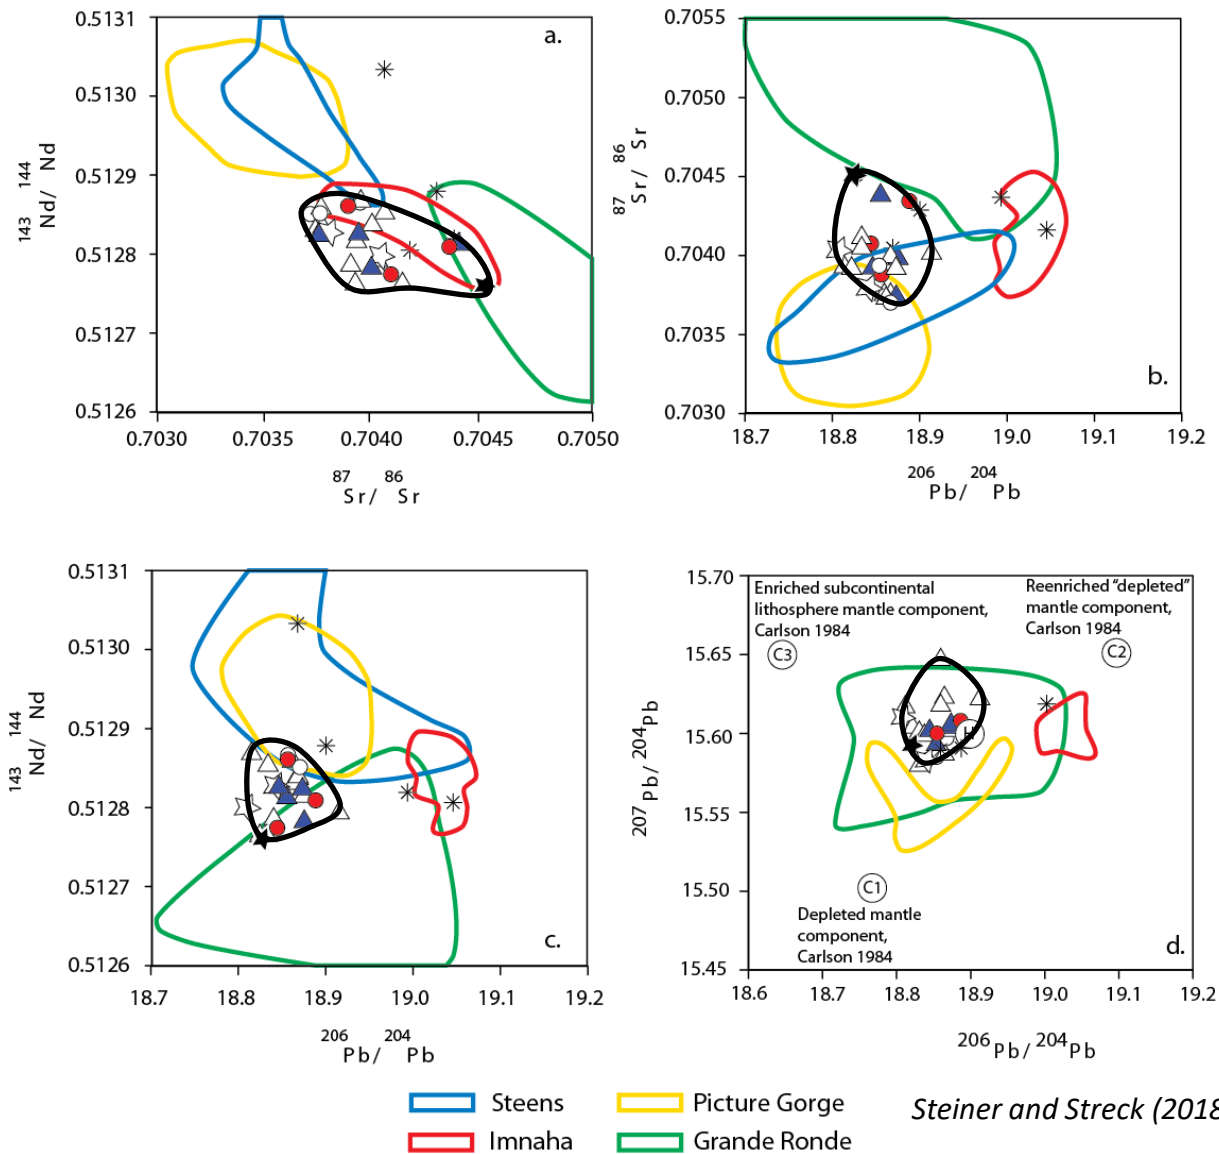 a.
0.5131
0.5130
0.5129
0.5128
0.5127
0.5126
143 144
Nd/ Nd
0.7030 0.7035 0.7040 0.7045 0.7050
87 86
Sr/ Sr
b.
0.7055
0.7050
0.7045
0.7040
0.7035
0.7030
87 86
Sr/ Sr
18.7 18.8 18.9 19.0 19.1 19.2
206 204
Pb/ Pb
c.
0.5131
0.5130
0.5129
0.5128
0.5127
0.5126
143 144
Nd/ Nd
18.7 18.8 18.9 19.0 19.1 19.2
206 204
Pb/ Pb
15.70
15.65
15.60
15.55
15.50
15.45
207Pb/204Pb
Enriched subcontinental
lithosphere mantle component,
Carlson 1984
C3
Reenriched "depleted"
mantle component,
Carlson 1984
C2
H
C1
Depleted mantle
component,
Carlson 1984
d.
18.6 18.7 18.8 18.9 19.0 19.1 19.2
206Pb/204Pb
Steens
Picture Gorge
Imnaha
Grande Ronde
Steiner and Streck (2018